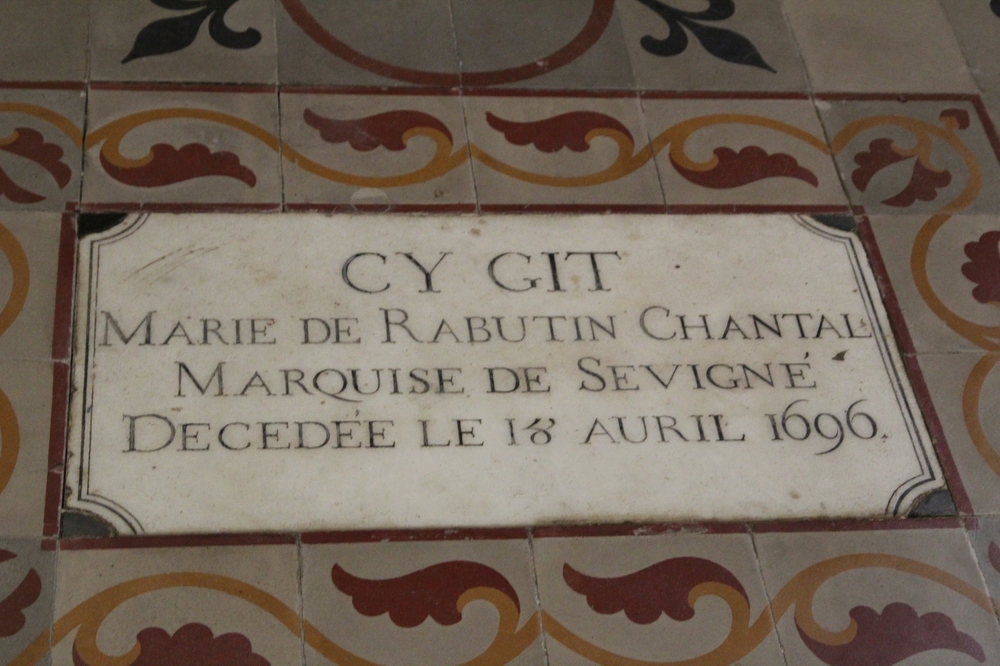 CY GIT
MARIE DE RABUTIN CHANTAL
MARQUISE DE SEVIGNÉ
DECEDÉE LE 18 AURIL 1696.